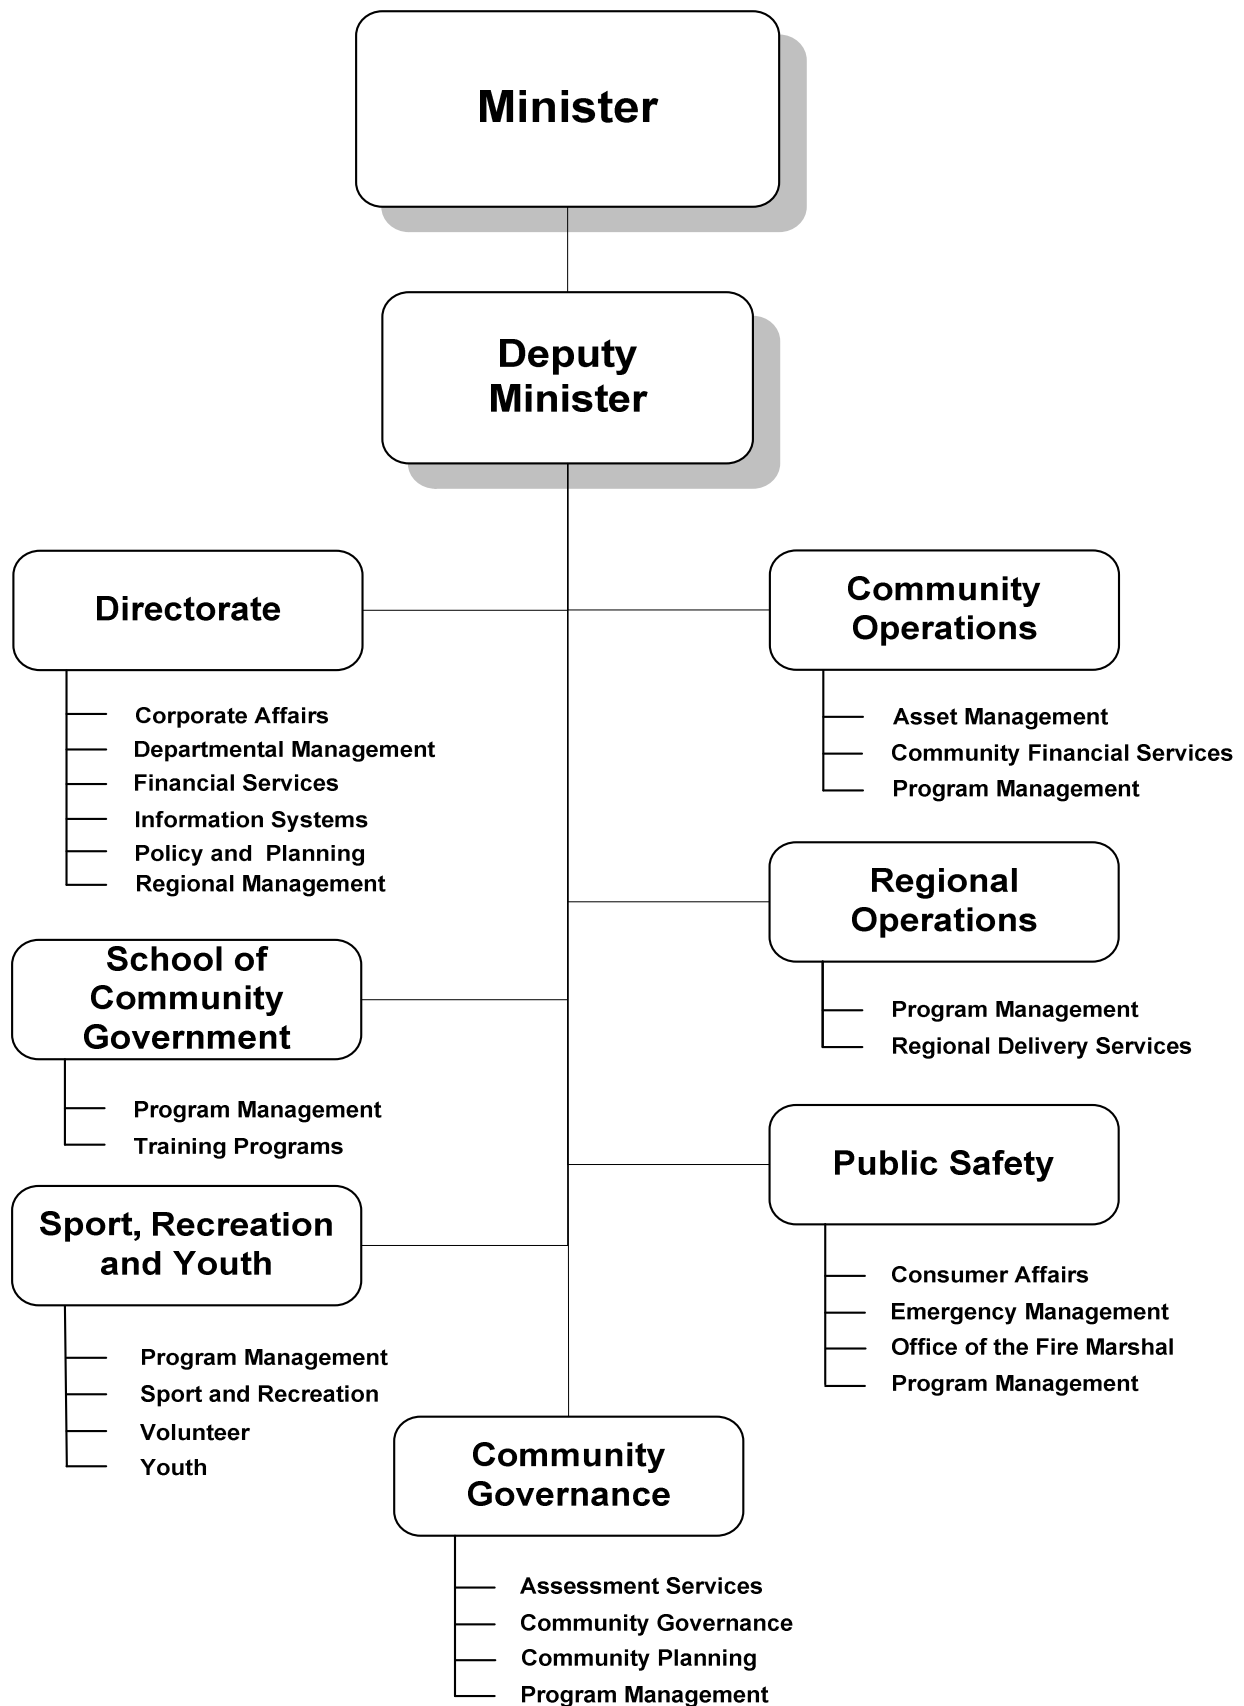 Minister
Deputy
Minister
Directorate
Corporate Affairs
Departmental Management
Financial Services
Information Systems
Policy and  Planning
Regional Management
Community
Operations
Asset Management
Community Financial Services
Program Management
School of
Community
Government
Program Management
Training Programs
Regional
Operations
Program Management
Regional Delivery Services
Sport, Recreation
and Youth
Program Management
Sport and Recreation
Volunteer
Youth
Public Safety
Consumer Affairs
Emergency Management
Office of the Fire Marshal
Program Management
Community
Governance
Assessment Services
Community Governance
Community Planning
Program Management